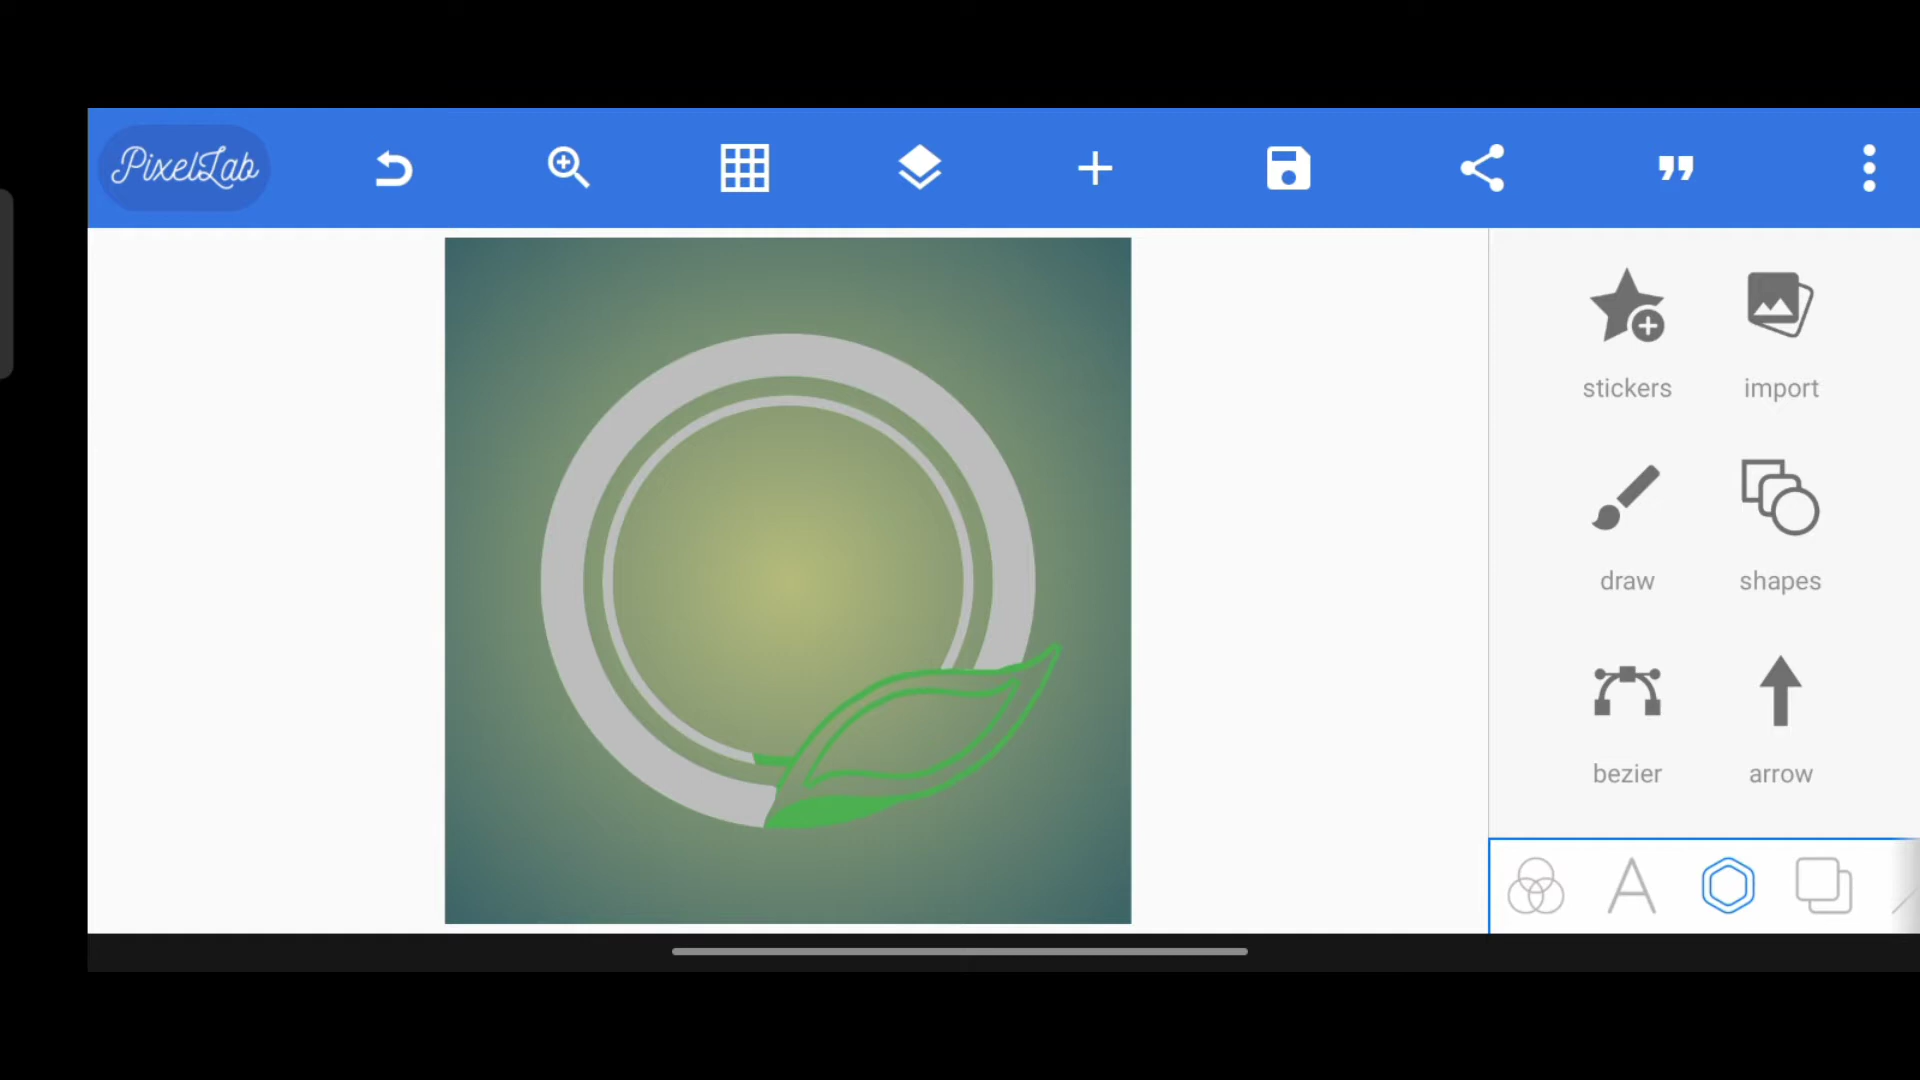 PixelLab
stickers
import
draw
shapes
bezier
arrow